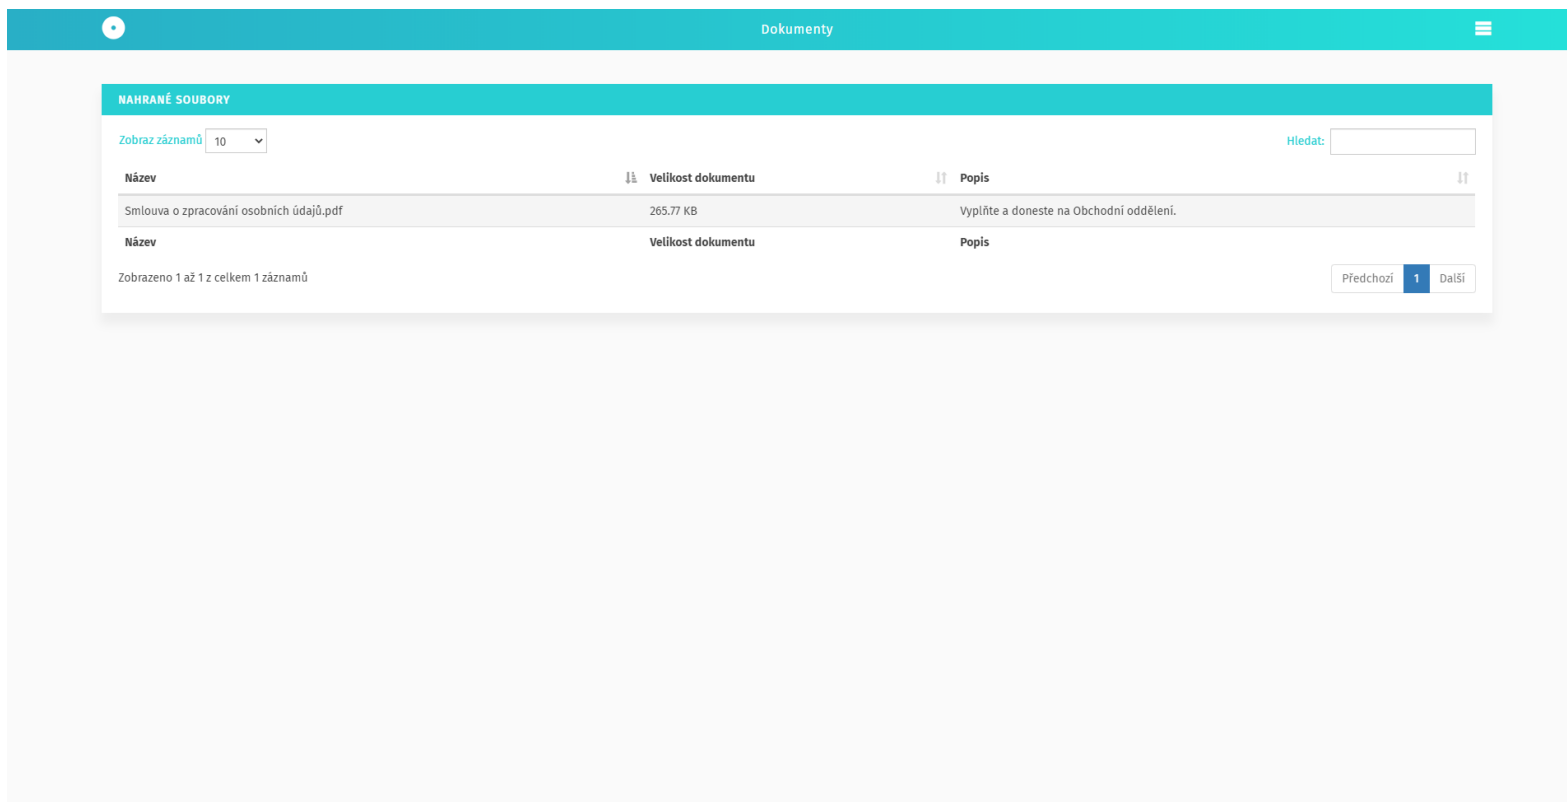 Dokumenty
NAHRANÉ SOUBORY
Zobraz záznamů 10 Hledat:
Název Velikost dokumentu Popis
Smlouva o zpracování osobních údajů.pdf 265.77 KB Vyplňte a doneste na Obchodní oddělení.
Název Velikost dokumentu Popis
Zobrazeno 1 až 1 z celkem 1 záznamů Předchozí 1 Další